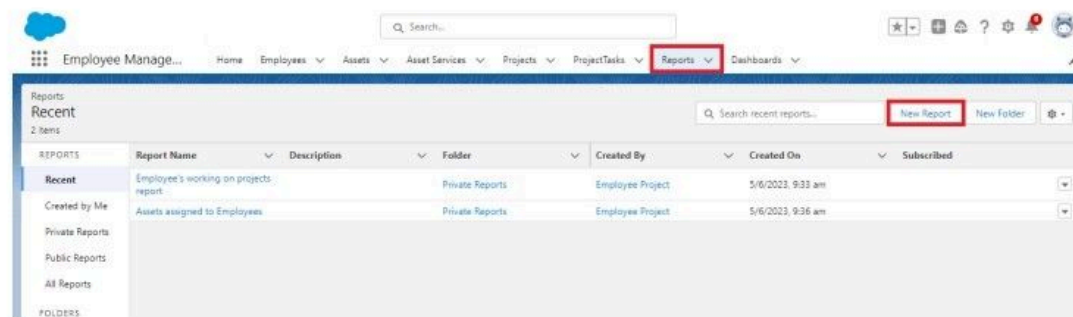 Search...
8
Employee Manage... Home Employees Assets Asset Services Projects ProjectTasks Reports Dashboards
Reports
Recent
2 items
Search recent reports...
New Report New Folder
REPORTS Report Name Description Folder Created By Created On Subscribed
Recent Employee's working on projects report Private Reports Employee Project 5/6/2023, 9:33 am
Created by Me Assets assigned to Employees Private Reports Employee Project 5/6/2023, 9:36 am
Private Reports
Public Reports
All Reports
FOLDERS